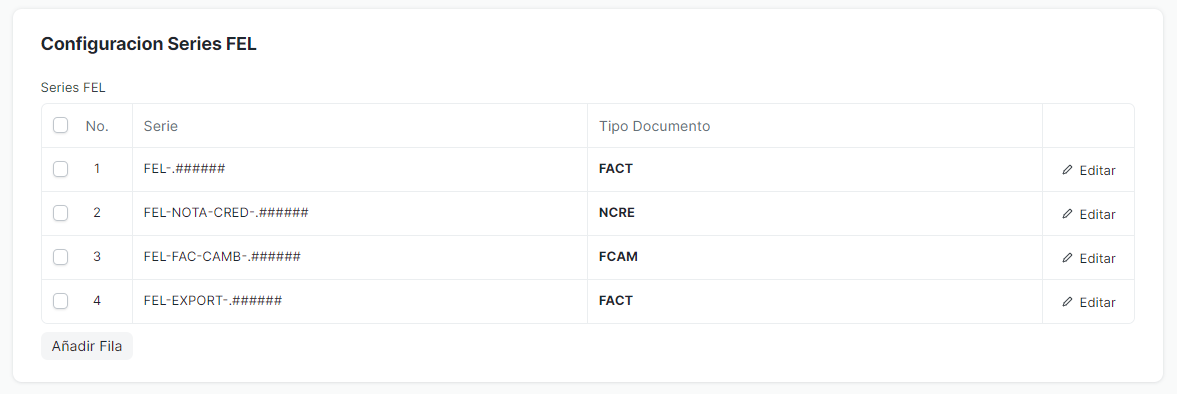 Configuracion Series FEL
Series FEL
No. Serie Tipo Documento
1 FEL-.###### FACT Editar
2 FEL-NOTA-CRED-.###### NCRE Editar
3 FEL-FAC-CAMB-.###### FCAM Editar
4 FEL-EXPORT-.###### FACT Editar
Añadir Fila